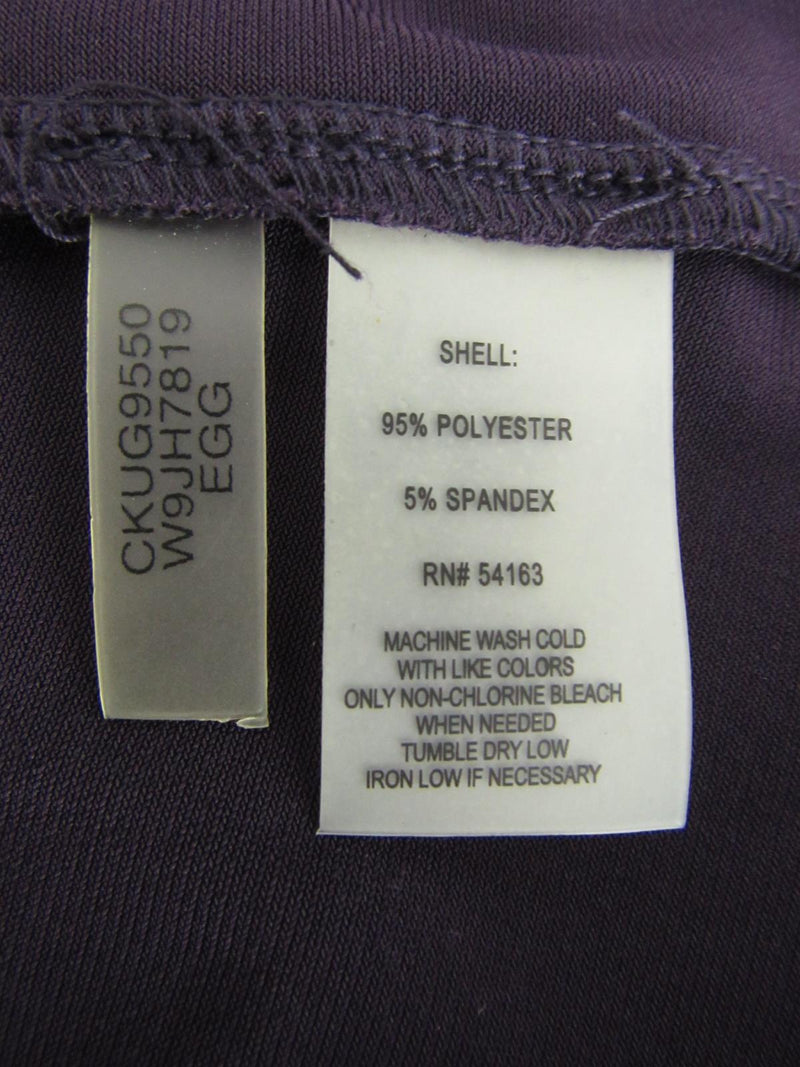 CKUG9550
W9JH7819
EGG
SHELL:
95% POLYESTER
5% SPANDEX
RN# 54163
MACHINE WASH COLD
WITH LIKE COLORS
ONLY NON-CHLORINE BLEACH
WHEN NEEDED
TUMBLE DRY LOW
IRON LOW IF NECESSARY